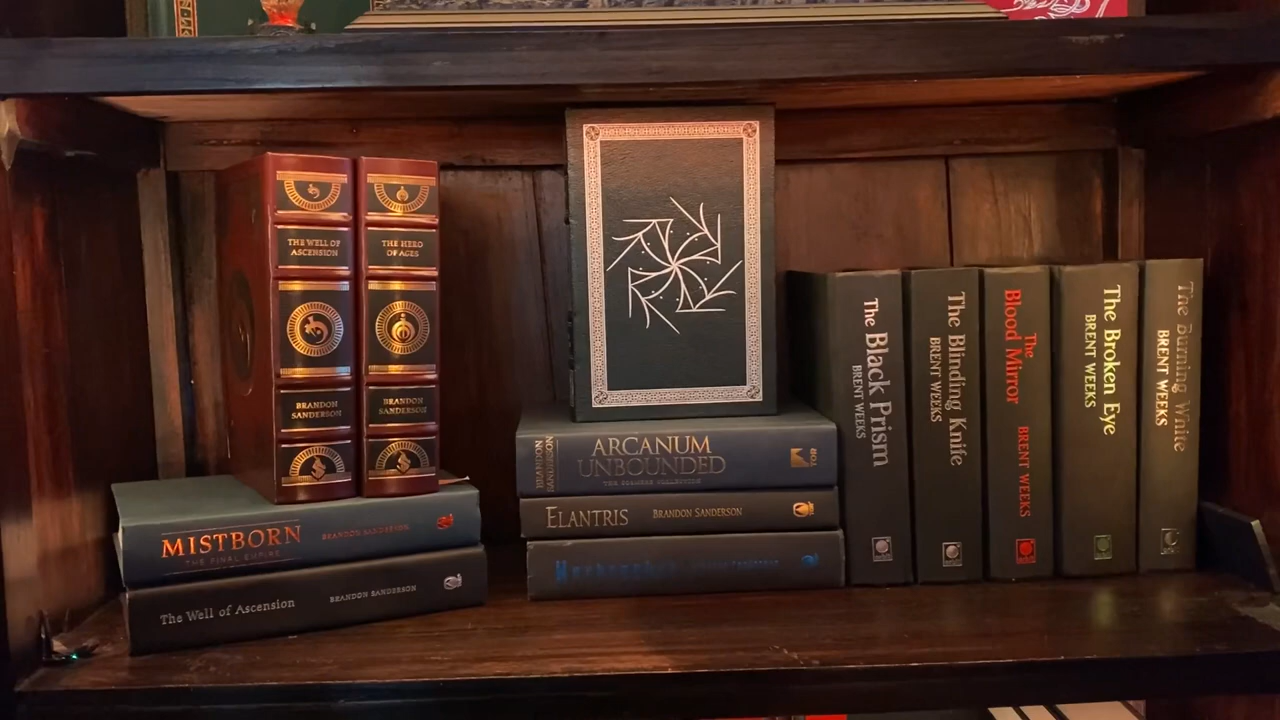 THE WELL OF
ASCENSION
BRANDON
SANDERSON
THE HERO
OF AGES
BRANDON
SANDERSON
MISTBORN
THE FINAL EMPIRE
BRANDON SANDERSON
The Well of Ascension
BRANDON SANDERSON
BRANDON
SANDERSON
ARCANUM
UNBOUNDED
THE COSMERE COLLECTION
TOR
ELANTRIS
BRANDON SANDERSON
The Black Prism
BRENT WEEKS
The Blinding Knife
BRENT WEEKS
The
Blood Mirror
BRENT WEEKS
The Broken Eye
BRENT WEEKS
The Burning White
BRENT WEEKS